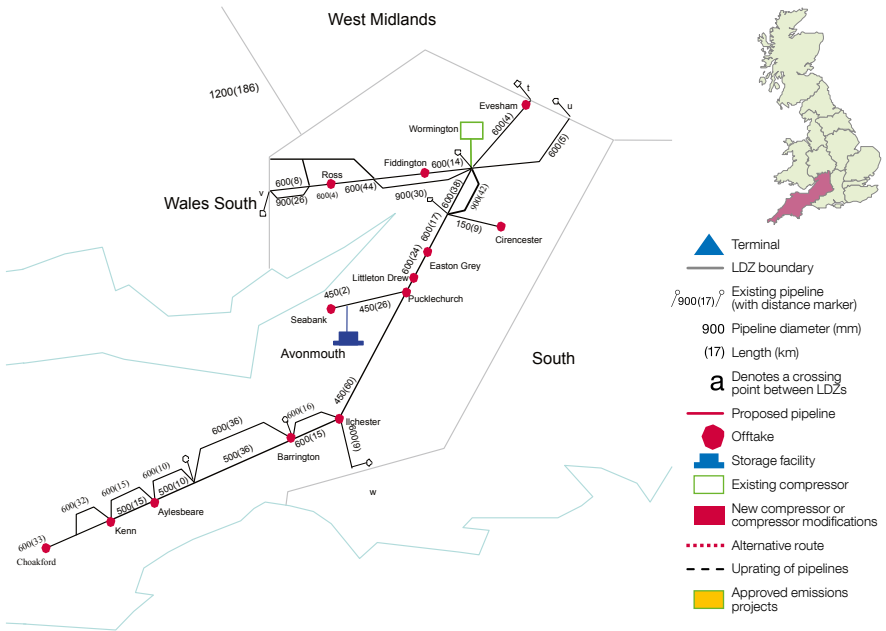 West Midlands
1200(186)
t
Evesham
u
Wormington
600(4)
600(5)
Fiddington
600(14)
Ross
600(8)
600(4)
600(44)
v
900(26)
900(30)
600(38)
900(42)
Wales South
600(17)
150(9)
Cirencester
600(24)
Easton Grey
Littleton Drew
Pucklechurch
450(2)
450(26)
Seabank
Avonmouth
South
450(60)
600(16)
Ilchester
600(36)
600(15)
600(9)
Barrington
500(36)
w
600(10)
500(10)
600(15)
500(15)
Aylesbeare
600(32)
Kenn
600(33)
Choakford
Terminal
LDZ boundary
900(17)
Existing pipeline
(with distance marker)
900
Pipeline diameter (mm)
(17)
Length (km)
a
Denotes a crossing
point between LDZs
Proposed pipeline
Offtake
Storage facility
Existing compressor
New compressor or
compressor modifications
Alternative route
Uprating of pipelines
Approved emissions
projects